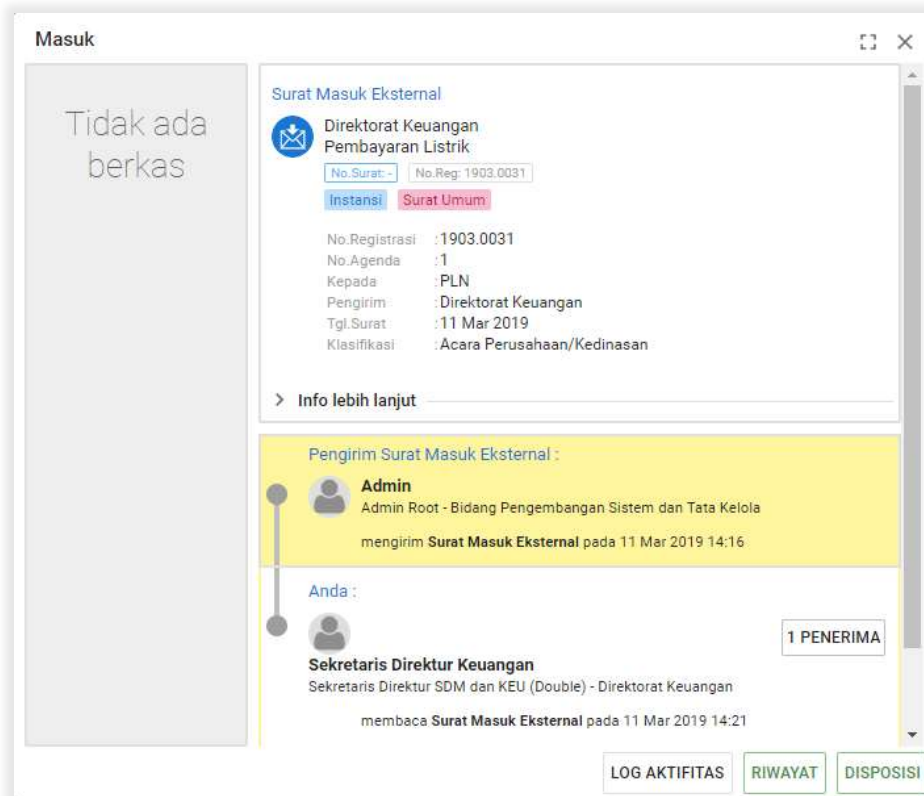 Masuk
Tidak ada
berkas
Surat Masuk Eksternal
Direktorat Keuangan
Pembayaran Listrik
No.Surat: - No.Reg: 1903.0031
Instansi Surat Umum
No.Registrasi : 1903.0031
No.Agenda : 1
Kepada : PLN
Pengirim : Direktorat Keuangan
Tgl.Surat : 11 Mar 2019
Klasifikasi : Acara Perusahaan/Kedinasan
> Info lebih lanjut
Pengirim Surat Masuk Eksternal :
Admin
Admin Root - Bidang Pengembangan Sistem dan Tata Kelola
mengirim Surat Masuk Eksternal pada 11 Mar 2019 14:16
Anda :
1 PENERIMA
Sekretaris Direktur Keuangan
Sekretaris Direktur SDM dan KEU (Double) - Direktorat Keuangan
membaca Surat Masuk Eksternal pada 11 Mar 2019 14:21
LOG AKTIFITAS RIWAYAT DISPOSISI